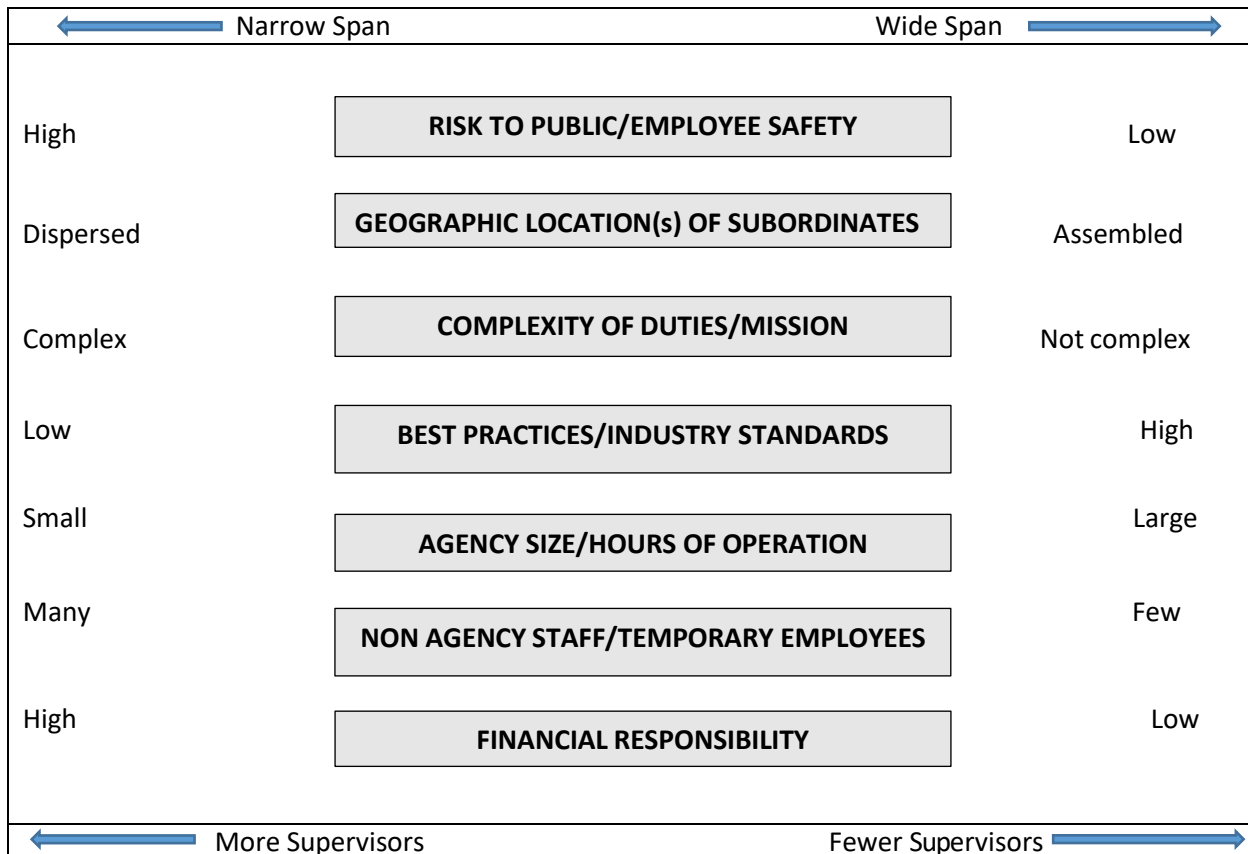 Narrow Span Wide Span
High RISK TO PUBLIC/EMPLOYEE SAFETY Low
Dispersed GEOGRAPHIC LOCATION(s) OF SUBORDINATES Assembled
Complex COMPLEXITY OF DUTIES/MISSION Not complex
Low BEST PRACTICES/INDUSTRY STANDARDS High
Small AGENCY SIZE/HOURS OF OPERATION Large
Many NON AGENCY STAFF/TEMPORARY EMPLOYEES Few
High FINANCIAL RESPONSIBILITY Low
More Supervisors Fewer Supervisors